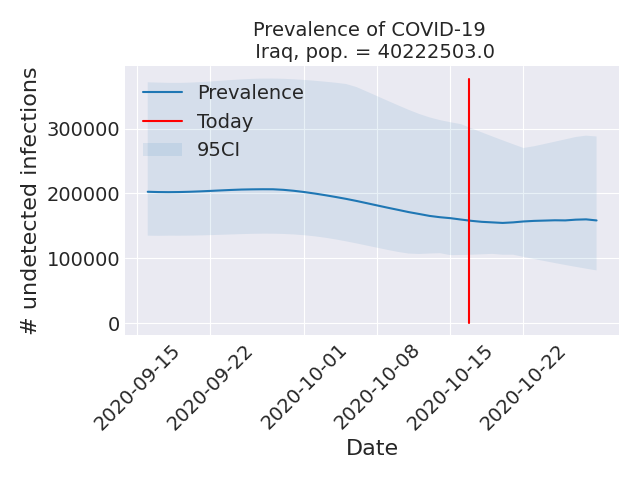 Prevalence of COVID-19
Iraq, pop. = 40222503.0
# undetected infections
300000
200000
100000
0
Prevalence
Today
95CI
2020-09-15
2020-09-22
2020-10-01
2020-10-08
2020-10-15
2020-10-22
Date